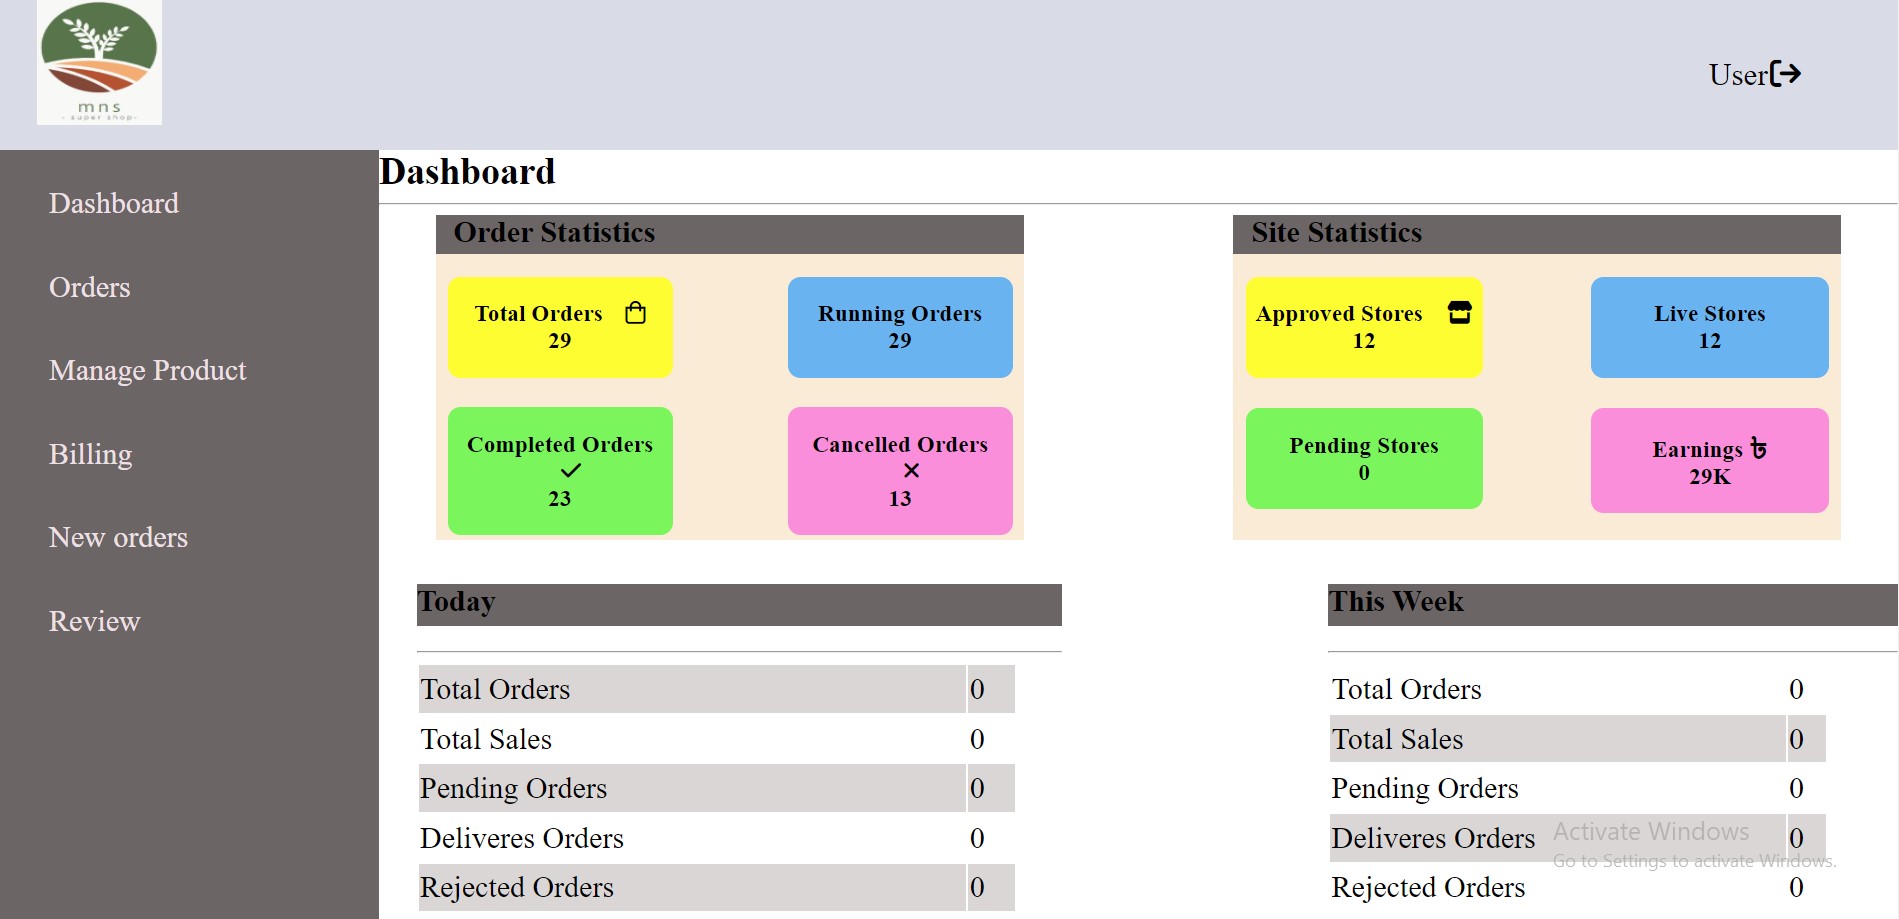 mns
- super shop-
User
Dashboard
Orders
Manage Product
Billing
New orders
Review
Dashboard
Order Statistics
Total Orders
29
Running Orders
29
Completed Orders
23
Cancelled Orders
13
Site Statistics
Approved Stores
12
Live Stores
12
Pending Stores
0
Earnings ৳
29K
Today
Total Orders 0
Total Sales 0
Pending Orders 0
Deliveres Orders 0
Rejected Orders 0
This Week
Total Orders 0
Total Sales 0
Pending Orders 0
Deliveres Orders 0
Rejected Orders 0
Activate Windows
Go to Settings to activate Windows.